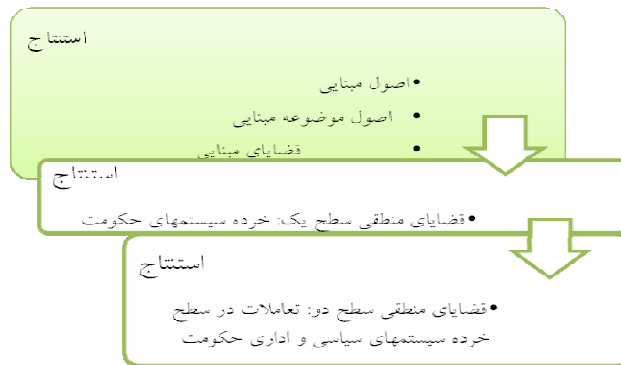 استنتاج
•اصول مبنایی
• اصول موضوعه مبنایی
• قضایای مبنایی
استنتاج
•قضایای منطقی سطح یک: خرده سیستمهای حکومت
استنتاج
•قضایای منطقی سطح دو: تعاملات در سطح
خرده سیستمهای سیاسی و اداری حکومت